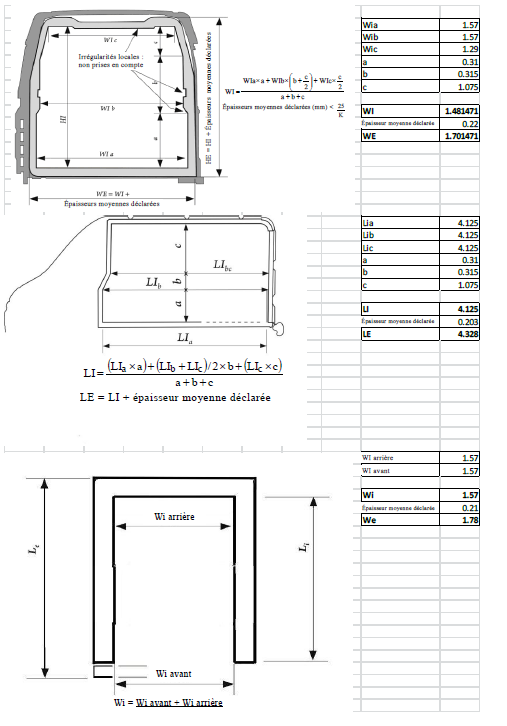 WI c
Irrégularités locales :
non prises en compte
c
b
WI b
HI
a
WI a
HE = HI + Épaisseurs moyennes déclarées
WE = WI +
Épaisseurs moyennes déclarées
WI = WIa × a + WIb × (b + c/2) + WIc × c/2
a + b + c
Épaisseurs moyennes déclarées (mm) < 25/K
Wia 1.57
Wib 1.57
Wic 1.29
a 0.31
b 0.315
c 1.075
WI 1.481471
Épaisseur moyenne déclarée 0.22
WE 1.701471
c
LIbc
LIb b
a
LIa
LI = (LIa × a) + (LIb + LIc)/2 × b + (LIc × c)
a + b + c
LE = LI + épaisseur moyenne déclarée
Lia 4.125
Lib 4.125
Lic 4.125
a 0.31
b 0.315
c 1.075
LI 4.125
Épaisseur moyenne déclarée 0.203
LE 4.328
Wi arrière
Le
Li
Wi avant
Wi = Wi avant + Wi arrière
WI arrière 1.57
WI avant 1.57
Wi 1.57
Épaisseur moyenne déclarée 0.21
We 1.78